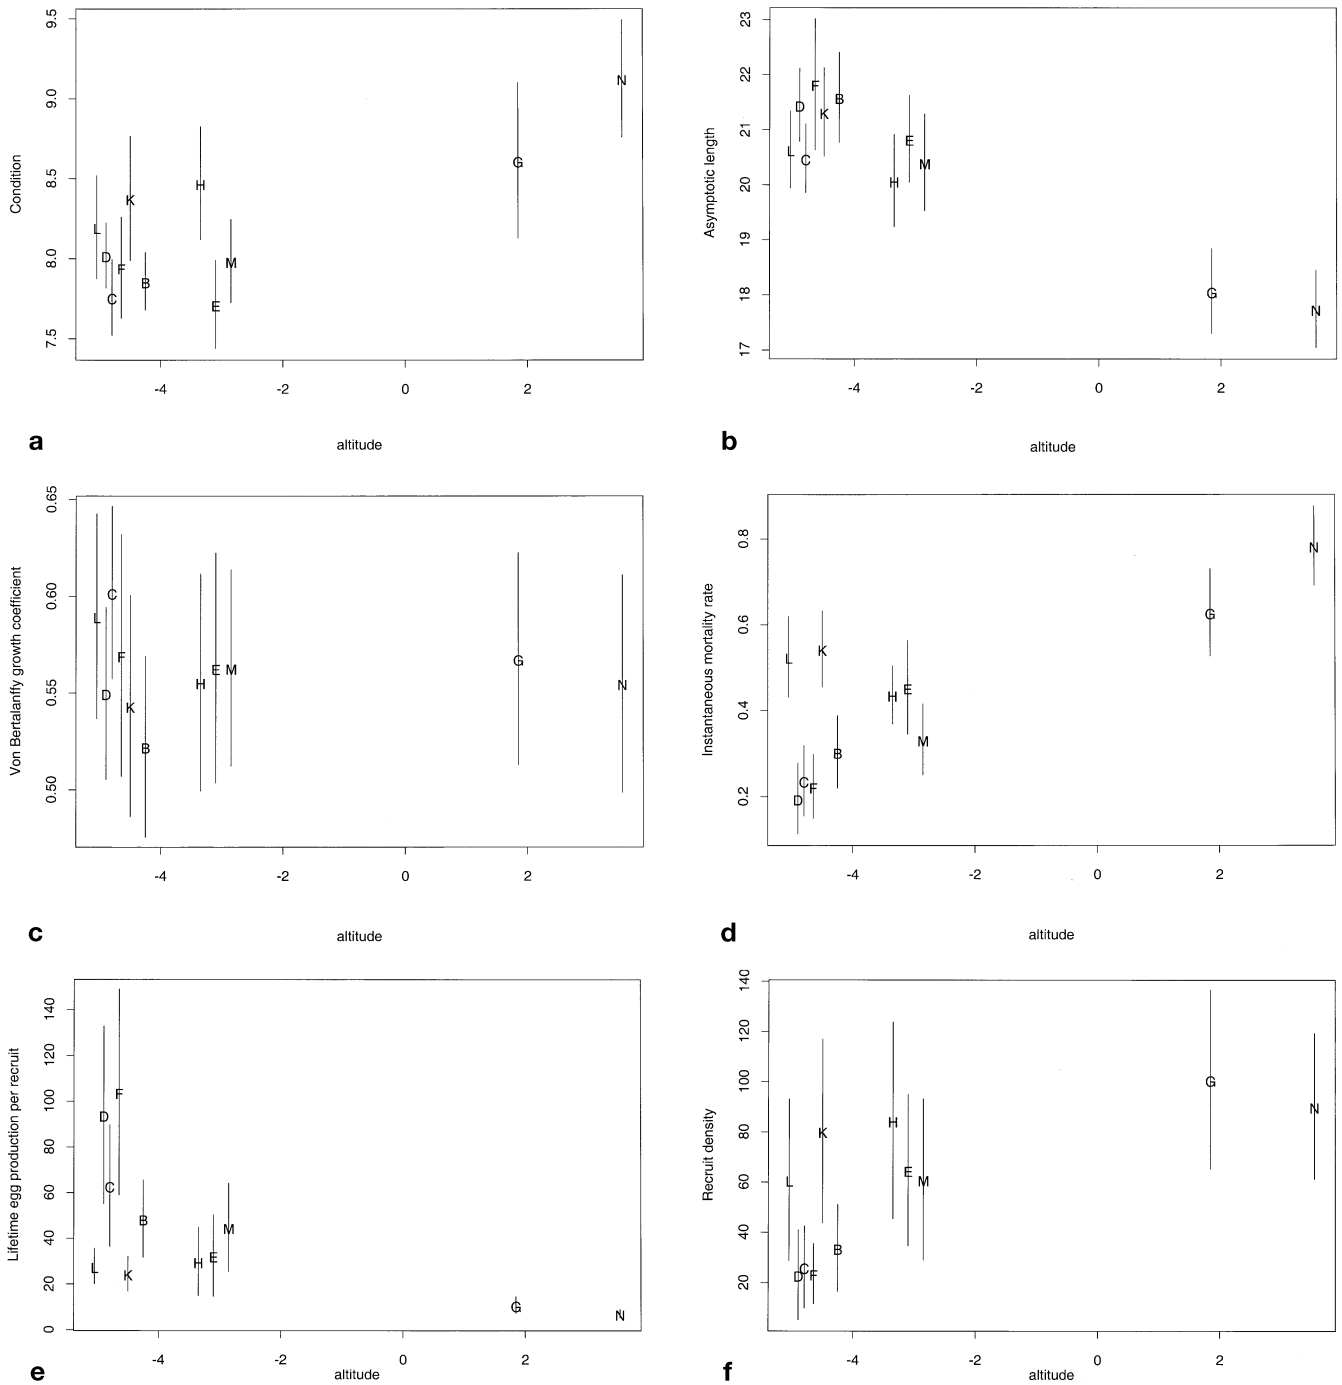 Condition
9.5
9.0
8.5
8.0
7.5
L
D
C
F
K
B
H
E
M
G
N
-4 -2 0 2
a altitude
Asymptotic length
23
22
21
20
19
18
17
L
D
C
F
K
B
H
E
M
G
N
-4 -2 0 2
b altitude
Von Bertalanffy growth coefficient
0.65
0.60
0.55
0.50
L
D
C
F
K
B
H
E
M
G
N
-4 -2 0 2
c altitude
Instantaneous mortality rate
0.8
0.6
0.4
0.2
L
D
C
F
K
B
H
E
M
G
N
-4 -2 0 2
d altitude
Lifetime egg production per recruit
140
120
100
80
60
40
20
0
L
D
C
F
K
B
H
E
M
G
N
-4 -2 0 2
e altitude
Recruit density
140
120
100
80
60
40
20
L
D
C
F
K
B
H
E
M
G
N
-4 -2 0 2
f altitude